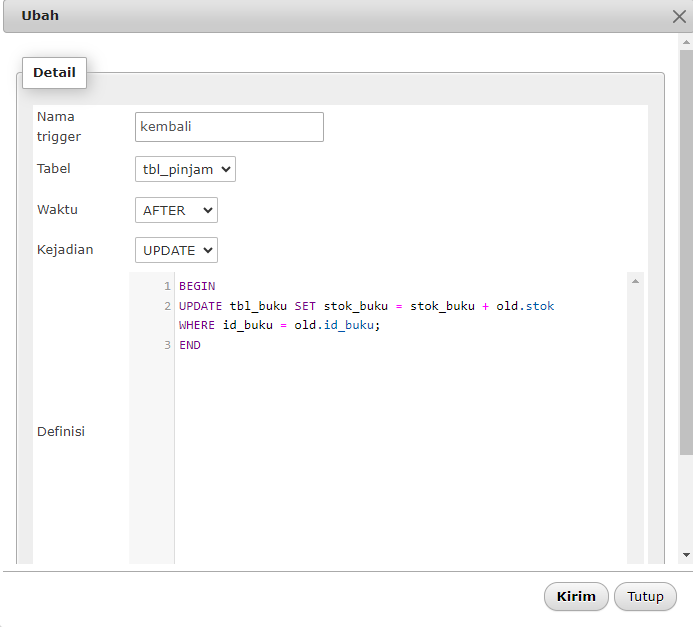 Ubah
Detail
Nama
trigger
kembali
Tabel
tbl_pinjam
Waktu
AFTER
Kejadian
UPDATE
Definisi
1 BEGIN
2 UPDATE tbl_buku SET stok_buku = stok_buku + old.stok
WHERE id_buku = old.id_buku;
3 END
Kirim
Tutup